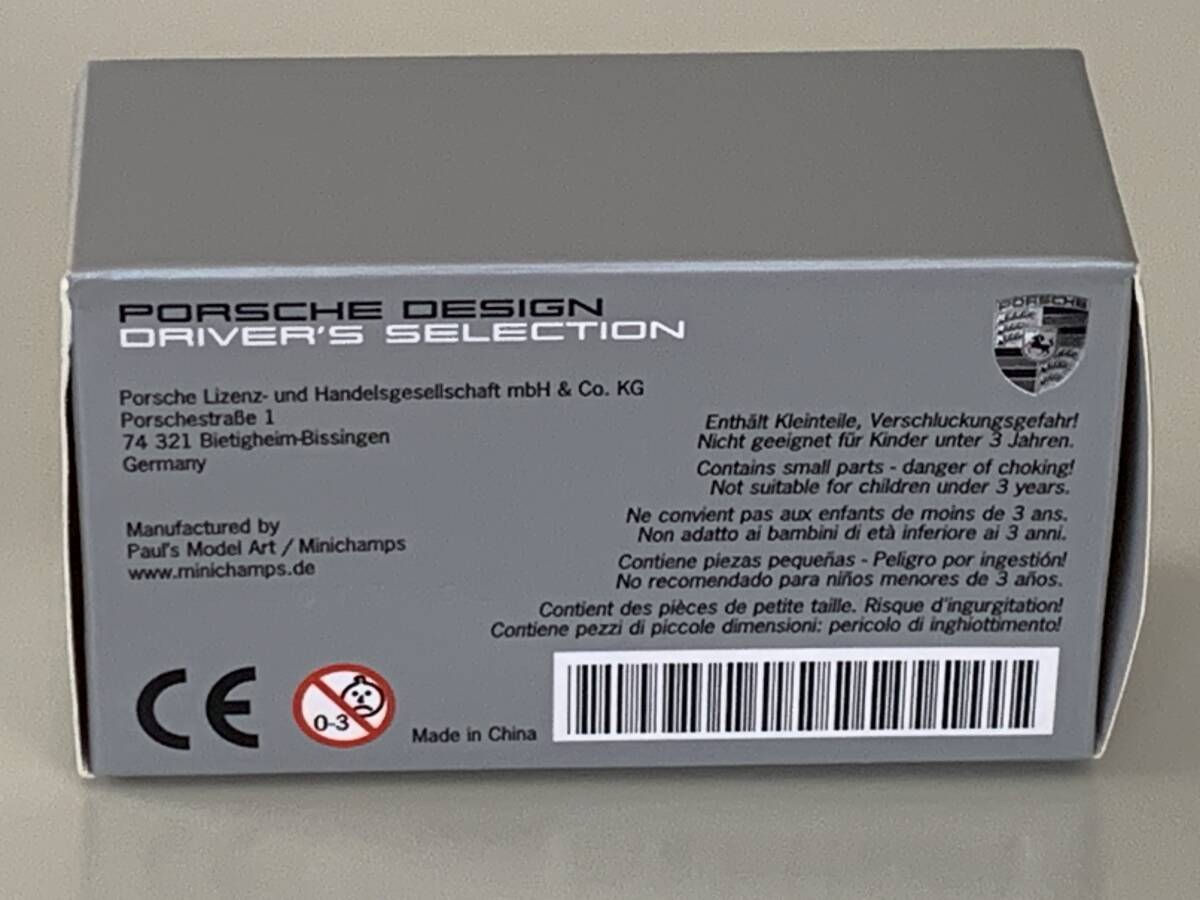 PORSCHE DESIGN
DRIVER'S SELECTION
PORSCHE
Porsche Lizenz- und Handelsgesellschaft mbH & Co. KG
Porschestraße 1
74 321 Bietigheim-Bissingen
Germany
Manufactured by
Paul's Model Art / Minichamps
www.minichamps.de
Enthält Kleinteile, Verschluckungsgefahr!
Nicht geeignet für Kinder unter 3 Jahren.
Contains small parts - danger of choking!
Not suitable for children under 3 years.
Ne convient pas aux enfants de moins de 3 ans.
Non adatto ai bambini di età inferiore ai 3 anni.
Contiene piezas pequeñas - Peligro por ingestión!
No recomendado para niños menores de 3 años.
Contient des pièces de petite taille. Risque d'ingurgitation!
Contiene pezzi di piccole dimensioni: pericolo di inghiottimento!
CE
0-3
Made in China